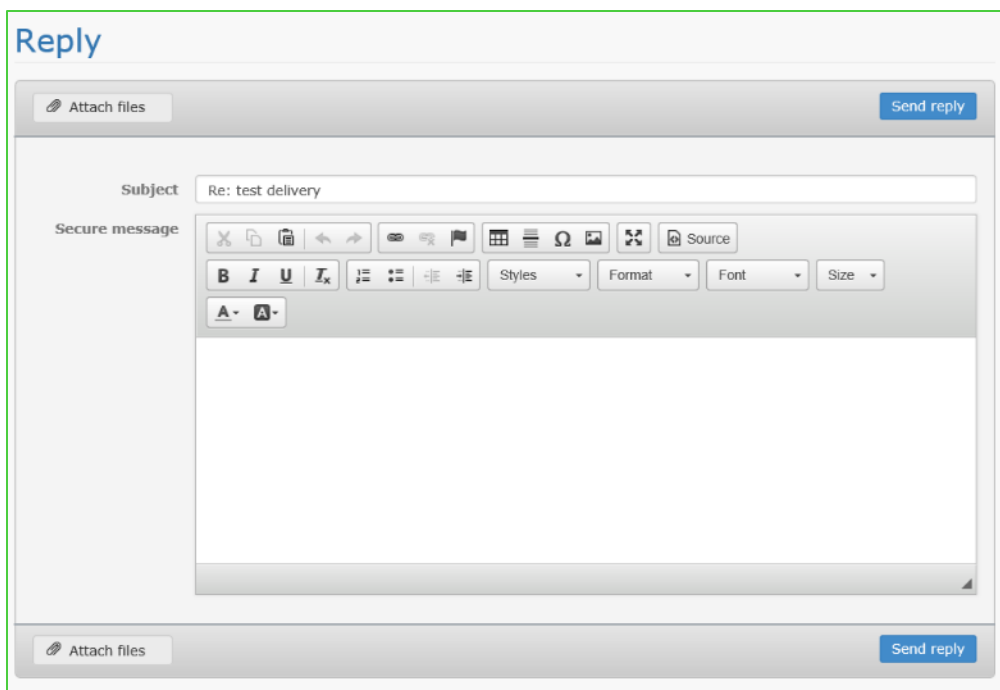 Reply
Attach files Send reply
Subject Re: test delivery
Secure message
Ω Source
B I U Ix Styles Format Font Size
A A
Attach files Send reply